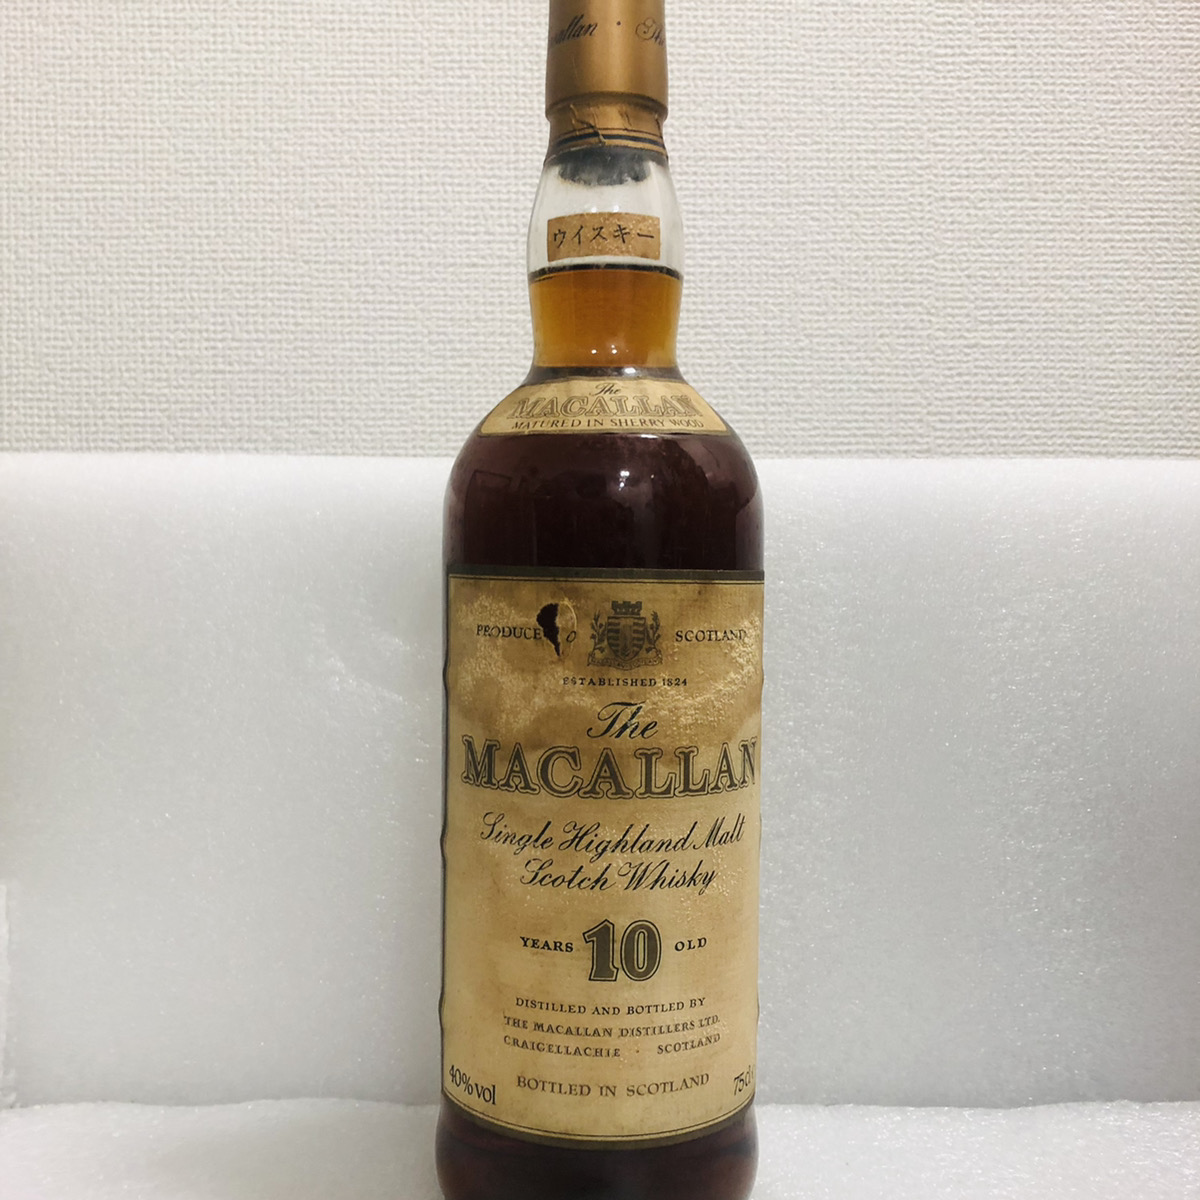 ウイスキー
The
MACALLAN
MATURED IN SHERRY WOOD
PRODUCE O SCOTLAND
ESTABLISHED 1824
The
MACALLAN
Single Highland Malt
Scotch Whisky
YEARS 10 OLD
DISTILLED AND BOTTLED BY
THE MACALLAN DISTILLERS LTD.
CRAIGELLACHIE · SCOTLAND
40%vol BOTTLED IN SCOTLAND 75cl